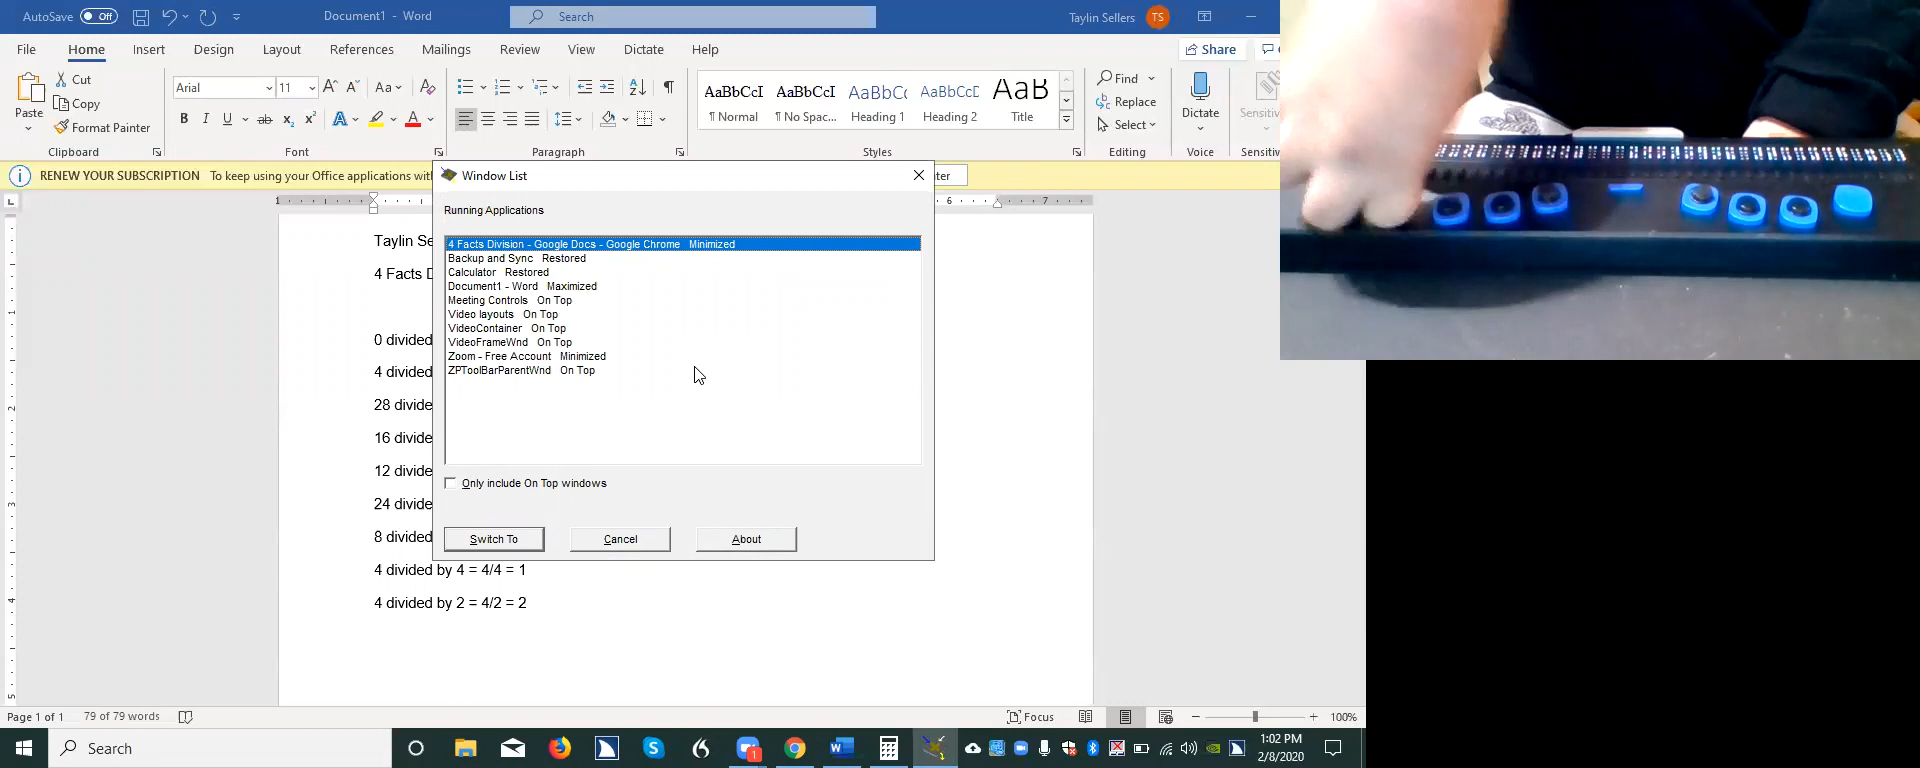 AutoSave Off
Document1 - Word
Search
Taylin Sellers TS
File Home Insert Design Layout References Mailings Review View Dictate Help
Share
Paste
Cut
Copy
Format Painter
Clipboard
Arial 11
Font
Paragraph
AaBbCcI AaBbCcI AaBbCc AaBbCcD AaB
¶ Normal ¶ No Spac... Heading 1 Heading 2 Title
Styles
Find
Replace
Select
Editing
Dictate
Voice
Sensitiv
Sensitiv
RENEW YOUR SUBSCRIPTION To keep using your Office applications wit
Window List
Running Applications
4 Facts Division - Google Docs - Google Chrome Minimized
Backup and Sync Restored
Calculator Restored
Document1 - Word Maximized
Meeting Controls On Top
Video layouts On Top
VideoContainer On Top
VideoFrameWnd On Top
Zoom - Free Account Minimized
ZPToolBarParentWnd On Top
Only include On Top windows
Switch To Cancel About
Taylin Se
4 Facts D
0 divided
4 divided
28 divide
16 divide
12 divide
24 divide
8 divided
4 divided by 4 = 4/4 = 1
4 divided by 2 = 4/2 = 2
Page 1 of 1 79 of 79 words
Focus
100%
Search
1:02 PM
2/8/2020